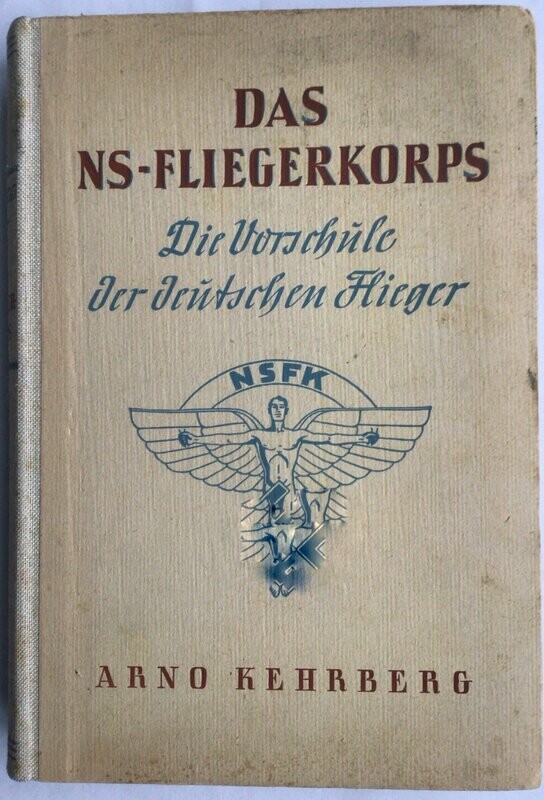 DAS
NS-FLIEGERKORPS
Die Vorschule
der deutschen Flieger
NSFK
ARNO KEHRBERG